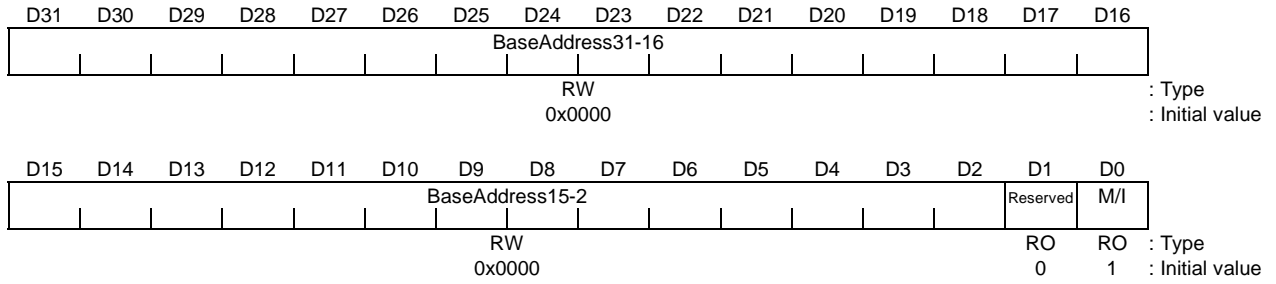 D31 D30 D29 D28 D27 D26 D25 D24 D23 D22 D21 D20 D19 D18 D17 D16
BaseAddress31-16
RW : Type
0x0000 : Initial value
D15 D14 D13 D12 D11 D10 D9 D8 D7 D6 D5 D4 D3 D2 D1 D0
BaseAddress15-2 Reserved M/I
RW RO RO : Type
0x0000 0 1 : Initial value